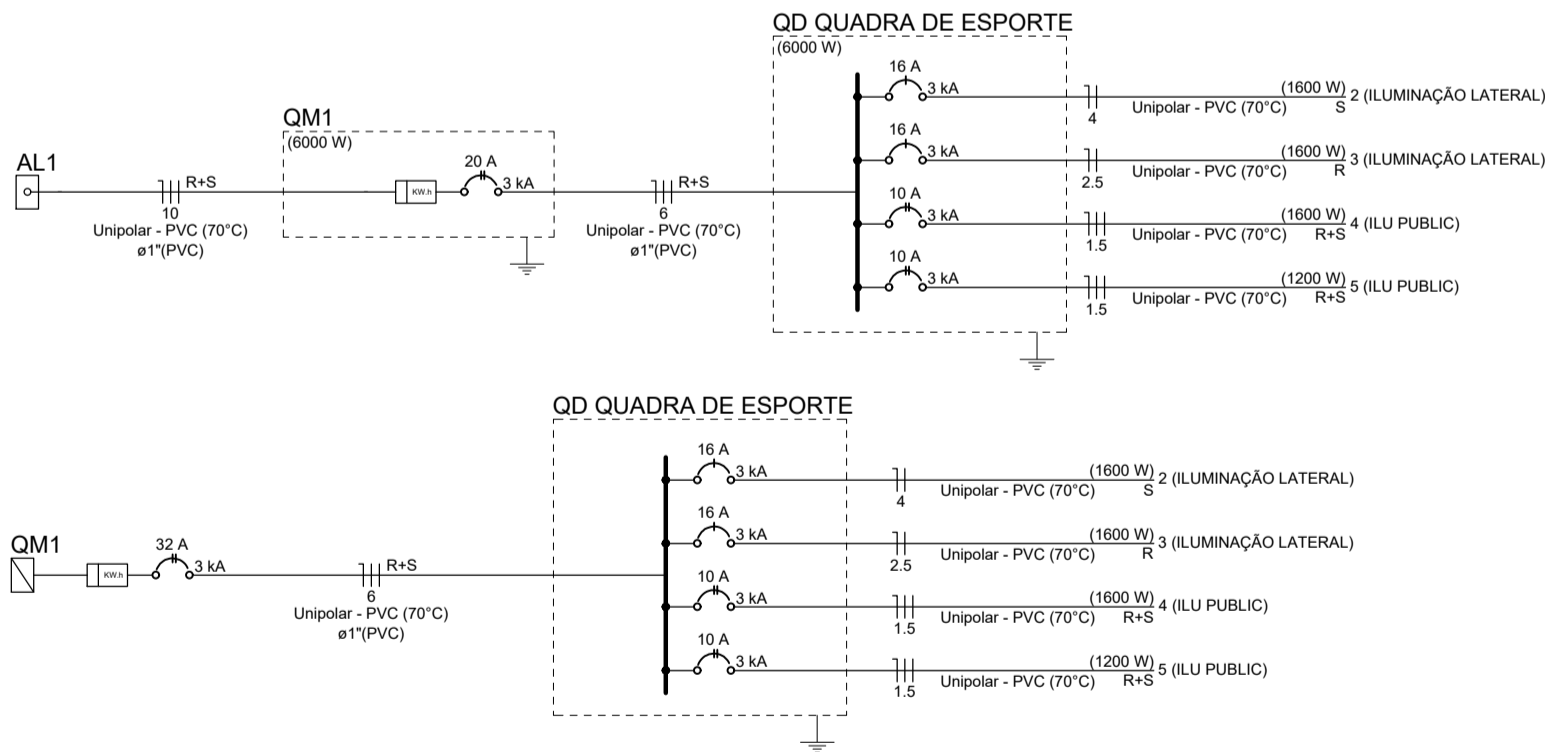 QD QUADRA DE ESPORTE
(6000 W)
16 A
3 kA
4
Unipolar - PVC (70°C)
(1600 W)
S
2 (ILUMINAÇÃO LATERAL)
16 A
3 kA
2.5
Unipolar - PVC (70°C)
(1600 W)
R
3 (ILUMINAÇÃO LATERAL)
10 A
3 kA
1.5
Unipolar - PVC (70°C)
(1600 W)
R+S
4 (ILU PUBLIC)
10 A
3 kA
1.5
Unipolar - PVC (70°C)
(1200 W)
R+S
5 (ILU PUBLIC)
QM1
(6000 W)
20 A
3 kA
KW.h
AL1
R+S
10
Unipolar - PVC (70°C)
ø1"(PVC)
R+S
6
Unipolar - PVC (70°C)
ø1"(PVC)
QD QUADRA DE ESPORTE
16 A
3 kA
4
Unipolar - PVC (70°C)
(1600 W)
S
2 (ILUMINAÇÃO LATERAL)
16 A
3 kA
2.5
Unipolar - PVC (70°C)
(1600 W)
R
3 (ILUMINAÇÃO LATERAL)
10 A
3 kA
1.5
Unipolar - PVC (70°C)
(1600 W)
R+S
4 (ILU PUBLIC)
10 A
3 kA
1.5
Unipolar - PVC (70°C)
(1200 W)
R+S
5 (ILU PUBLIC)
QM1
KW.h
32 A
3 kA
R+S
6
Unipolar - PVC (70°C)
ø1"(PVC)